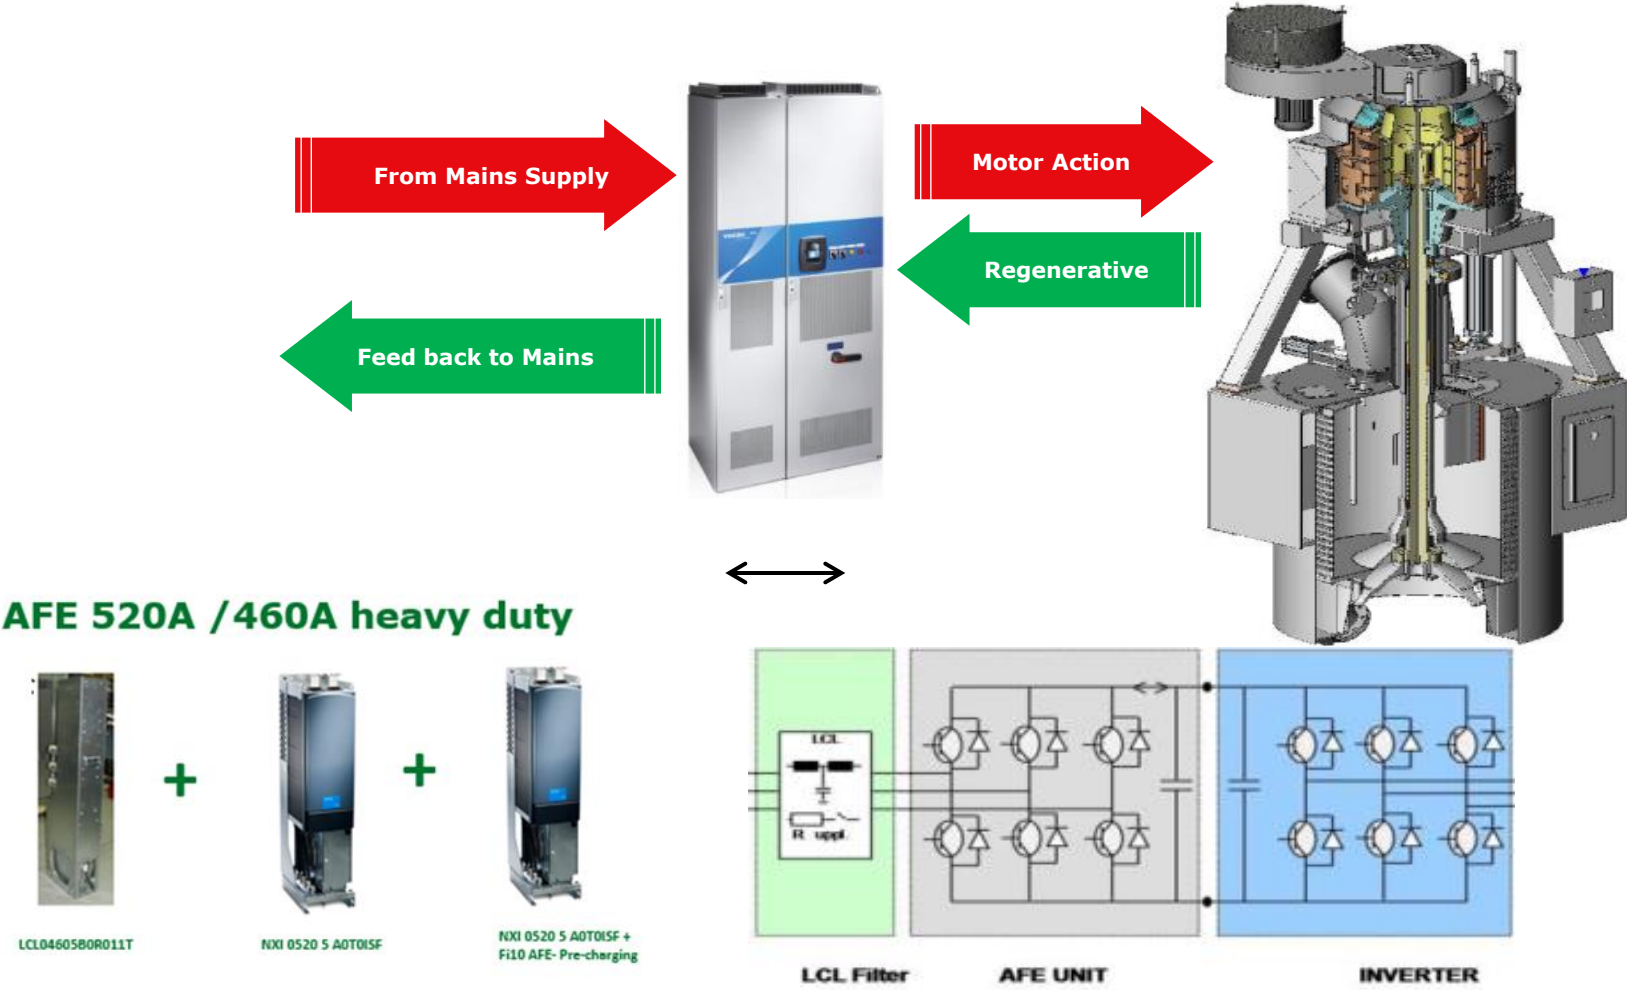 From Mains Supply
Motor Action
Regenerative
Feed back to Mains
AFE 520A /460A heavy duty
+
+
LCL04605B0R011T
NXI 0520 5 A0T0ISF
NXI 0520 5 A0T0ISF +
Fi10 AFE- Pre-charging
LCL
R uppl.
LCL Filter
AFE UNIT
INVERTER